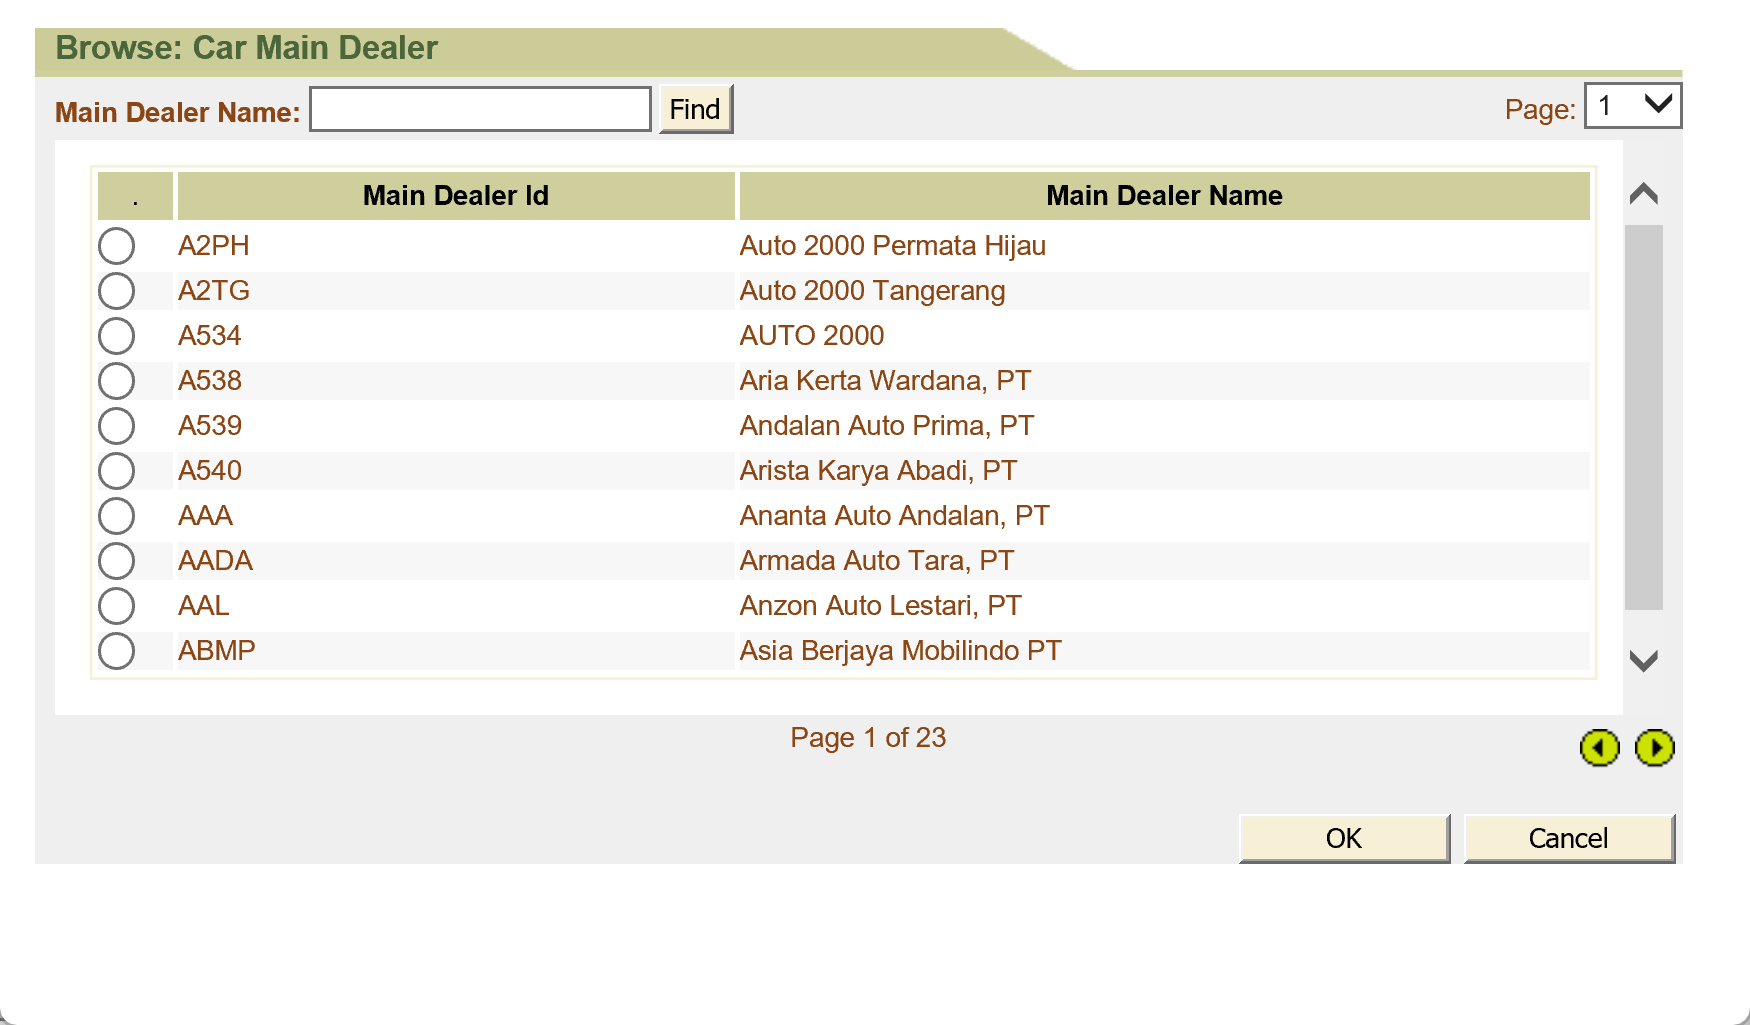 Browse: Car Main Dealer
Main Dealer Name: Find Page: 1
. Main Dealer Id Main Dealer Name
A2PH Auto 2000 Permata Hijau
A2TG Auto 2000 Tangerang
A534 AUTO 2000
A538 Aria Kerta Wardana, PT
A539 Andalan Auto Prima, PT
A540 Arista Karya Abadi, PT
AAA Ananta Auto Andalan, PT
AADA Armada Auto Tara, PT
AAL Anzon Auto Lestari, PT
ABMP Asia Berjaya Mobilindo PT
Page 1 of 23
OK Cancel